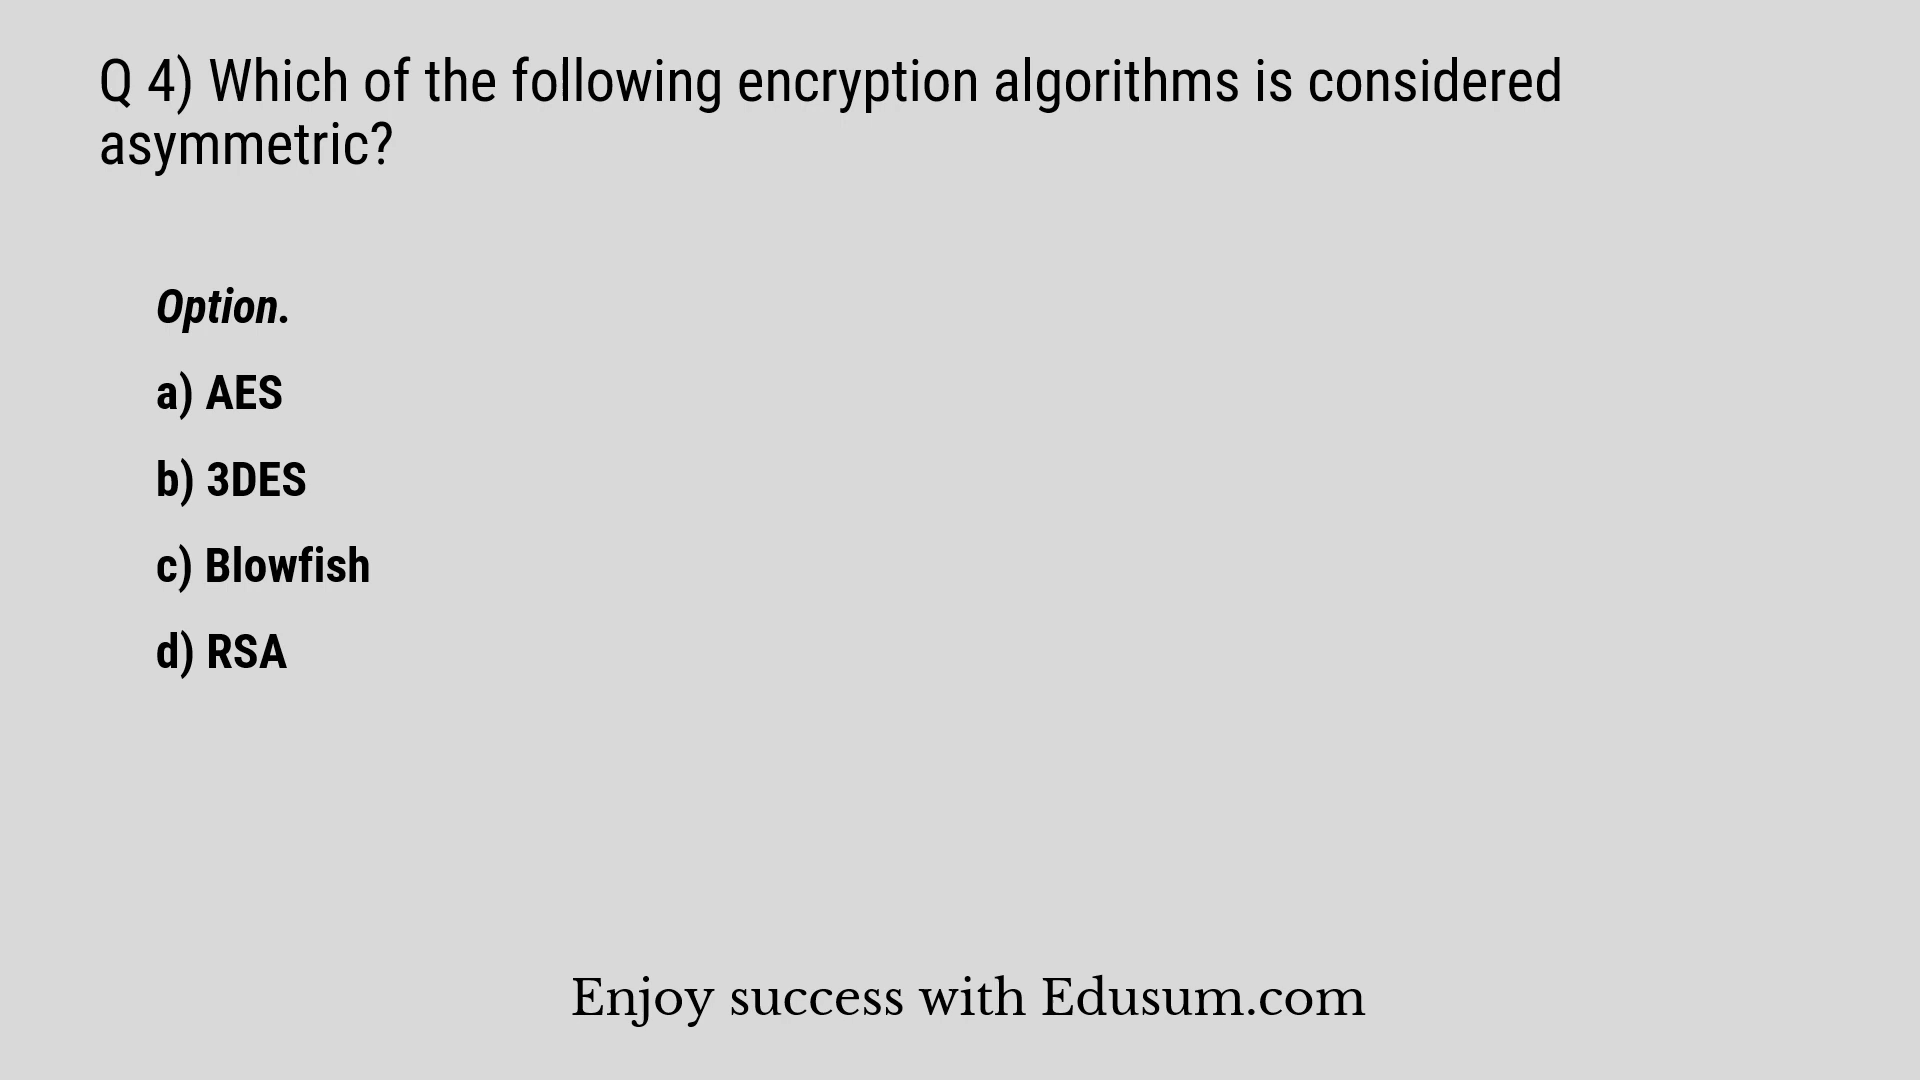 Q 4) Which of the following encryption algorithms is considered
asymmetric?
Option.
a) AES
b) 3DES
c) Blowfish
d) RSA
Enjoy success with Edusum.com